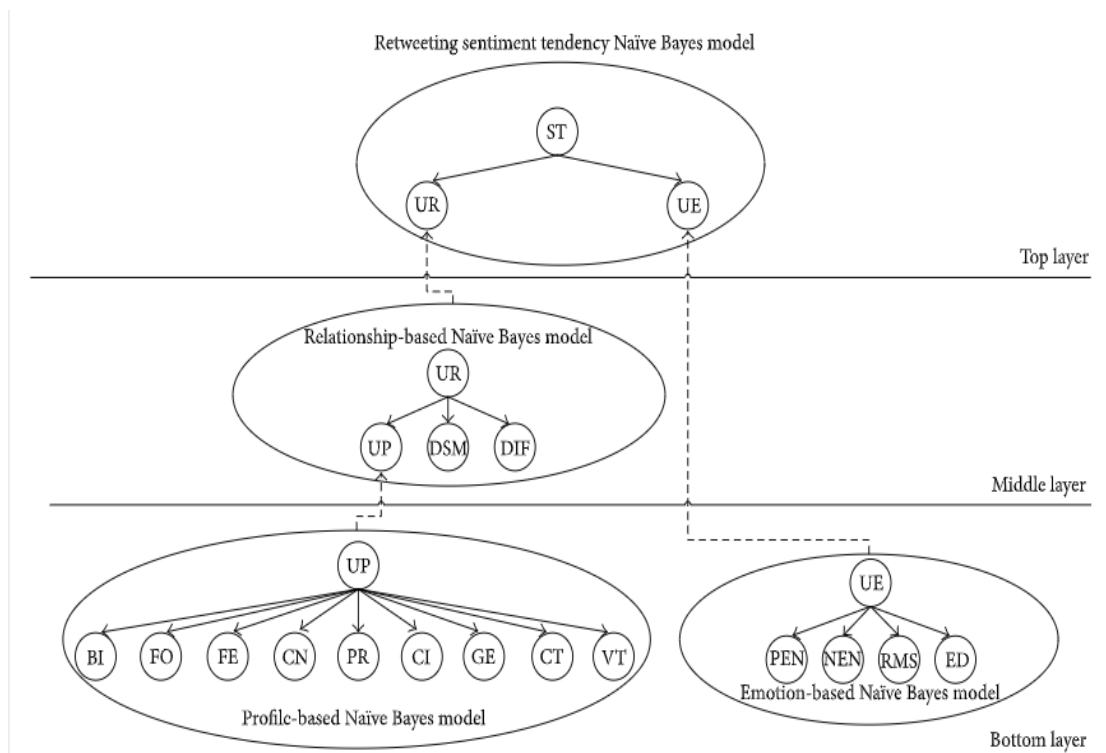 Retweeting sentiment tendency Naïve Bayes model
ST
UR UE
Top layer
Relationship-based Naïve Bayes model
UR
UP DSM DIF
Middle layer
UP
BI FO FE CN PR CI GE CT VT
Profile-based Naïve Bayes model
UE
PEN NEN RMS ED
Emotion-based Naïve Bayes model
Bottom layer